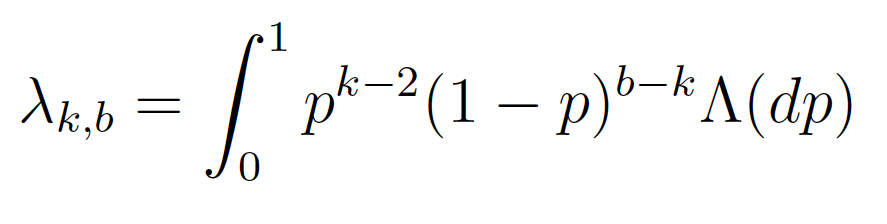 λ_{k,b} = ∫_0^1 p^{k−2}(1 − p)^{b−k}Λ(dp)